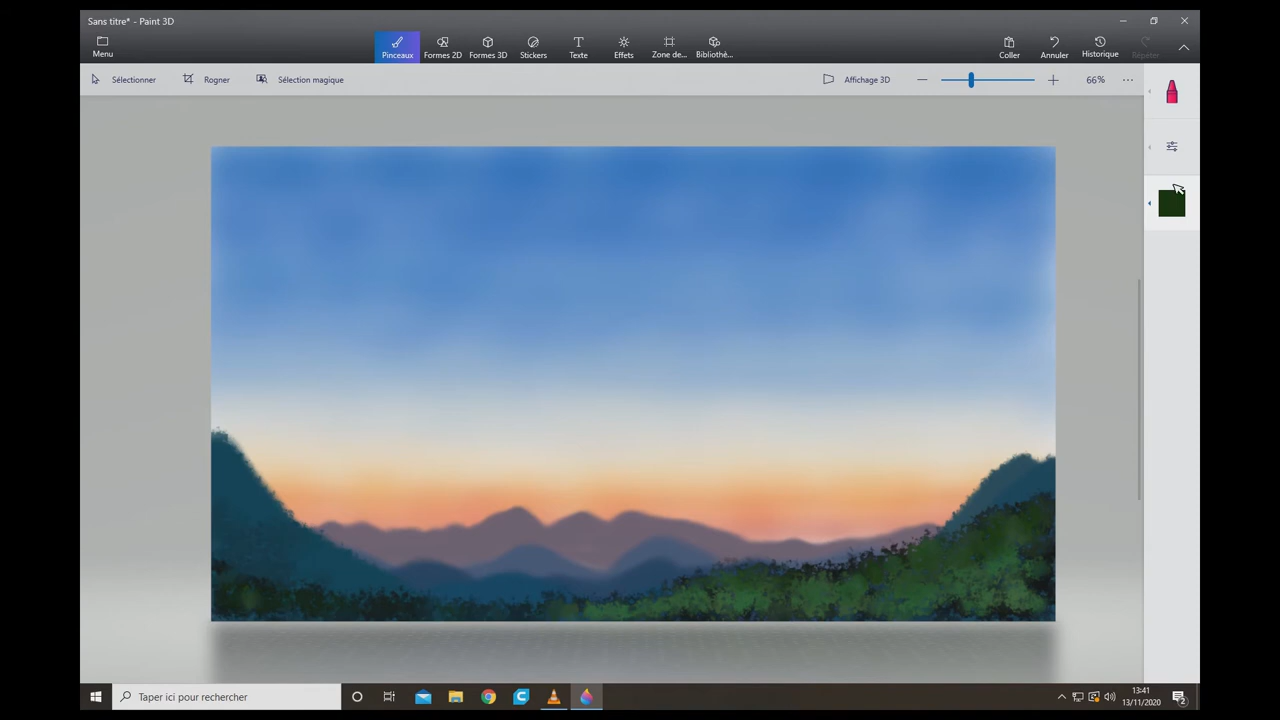 Sans titre* - Paint 3D
Menu
Pinceaux
Formes 2D
Formes 3D
Stickers
Texte
Effets
Zone de...
Bibliothè...
Coller
Annuler
Historique
Répéter
Sélectionner
Rogner
Sélection magique
Affichage 3D
66%
Taper ici pour rechercher
13:41
13/11/2020
2